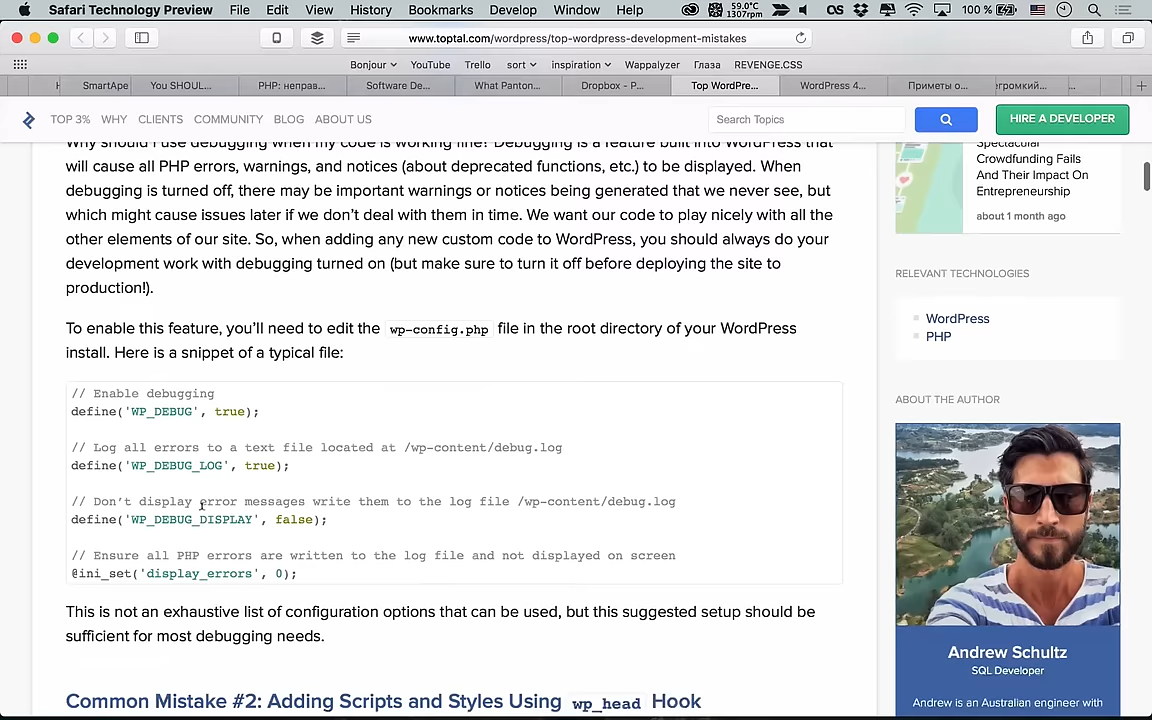 Safari Technology Preview File Edit View History Bookmarks Develop Window Help 59.0°C 1307rpm 100 %
www.toptal.com/wordpress/top-wordpress-development-mistakes
Bonjour YouTube Trello sort inspiration Wappalyzer Глаза REVENGE.CSS
SmartApe You SHOUL... PHP: неправ... Software De... What Panton... Dropbox - P... Top WordPre... WordPress 4... Приметы о... егромкий... ...
TOP 3% WHY CLIENTS COMMUNITY BLOG ABOUT US Search Topics HIRE A DEVELOPER
Why should I use debugging when my code is working fine? Debugging is a feature built into WordPress that
will cause all PHP errors, warnings, and notices (about deprecated functions, etc.) to be displayed. When
debugging is turned off, there may be important warnings or notices being generated that we never see, but
which might cause issues later if we don't deal with them in time. We want our code to play nicely with all the
other elements of our site. So, when adding any new custom code to WordPress, you should always do your
development work with debugging turned on (but make sure to turn it off before deploying the site to
production!).
To enable this feature, you'll need to edit the wp-config.php file in the root directory of your WordPress
install. Here is a snippet of a typical file:
// Enable debugging
define('WP_DEBUG', true);
// Log all errors to a text file located at /wp-content/debug.log
define('WP_DEBUG_LOG', true);
// Don't display error messages write them to the log file /wp-content/debug.log
define('WP_DEBUG_DISPLAY', false);
// Ensure all PHP errors are written to the log file and not displayed on screen
@ini_set('display_errors', 0);
This is not an exhaustive list of configuration options that can be used, but this suggested setup should be
sufficient for most debugging needs.
Common Mistake #2: Adding Scripts and Styles Using wp_head Hook
Spectacular
Crowdfunding Fails
And Their Impact On
Entrepreneurship
about 1 month ago
RELEVANT TECHNOLOGIES
WordPress
PHP
ABOUT THE AUTHOR
Andrew Schultz
SQL Developer
Andrew is an Australian engineer with